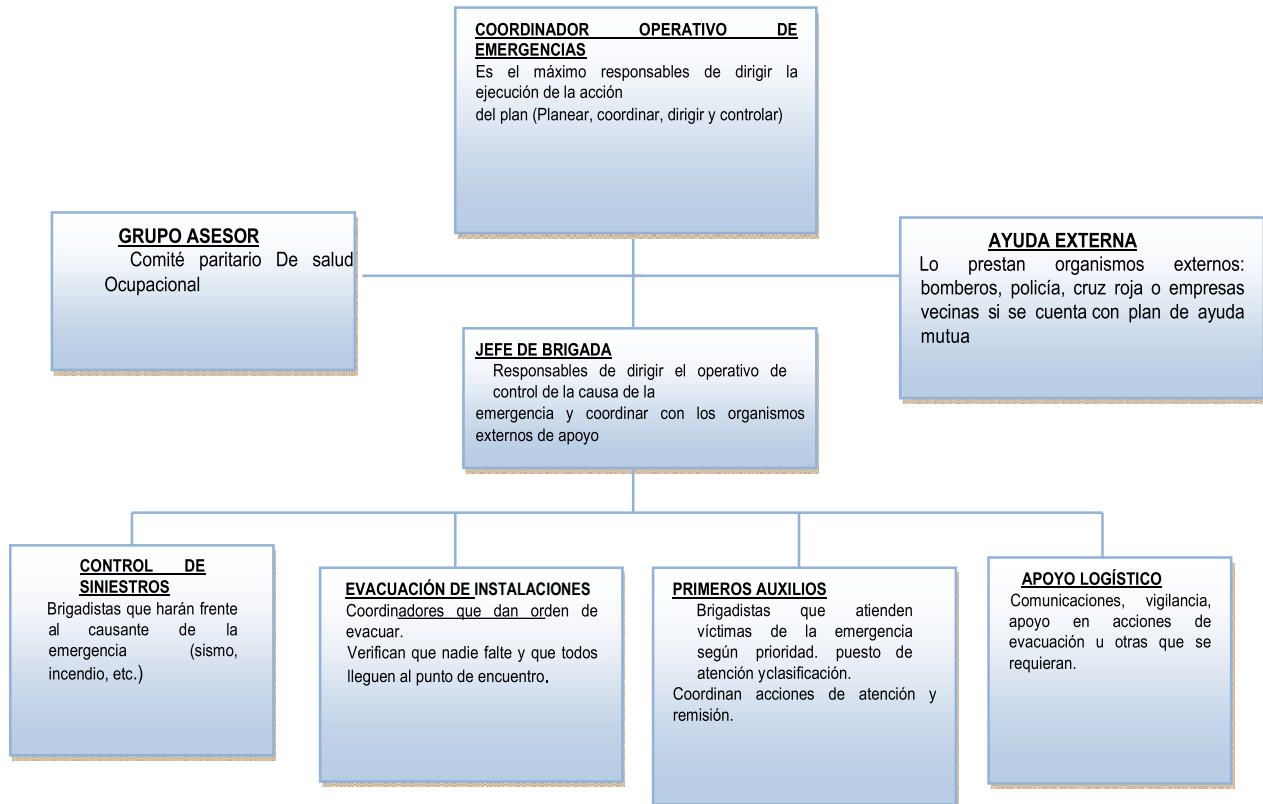 COORDINADOR OPERATIVO DE
EMERGENCIAS
Es el máximo responsables de dirigir la
ejecución de la acción
del plan (Planear, coordinar, dirigir y controlar)
GRUPO ASESOR
Comité paritario De salud
Ocupacional
AYUDA EXTERNA
Lo prestan organismos externos:
bomberos, policía, cruz roja o empresas
vecinas si se cuenta con plan de ayuda
mutua
JEFE DE BRIGADA
Responsables de dirigir el operativo de
control de la causa de la
emergencia y coordinar con los organismos
externos de apoyo
CONTROL DE
SINIESTROS
Brigadistas que harán frente
al causante de la
emergencia (sismo,
incendio, etc.)
EVACUACIÓN DE INSTALACIONES
Coordinadores que dan orden de
evacuar.
Verifican que nadie falte y que todos
lleguen al punto de encuentro.
PRIMEROS AUXILIOS
Brigadistas que atienden
víctimas de la emergencia
según prioridad. puesto de
atención yclasificación.
Coordinan acciones de atención y
remisión.
APOYO LOGÍSTICO
Comunicaciones, vigilancia,
apoyo en acciones de
evacuación u otras que se
requieran.